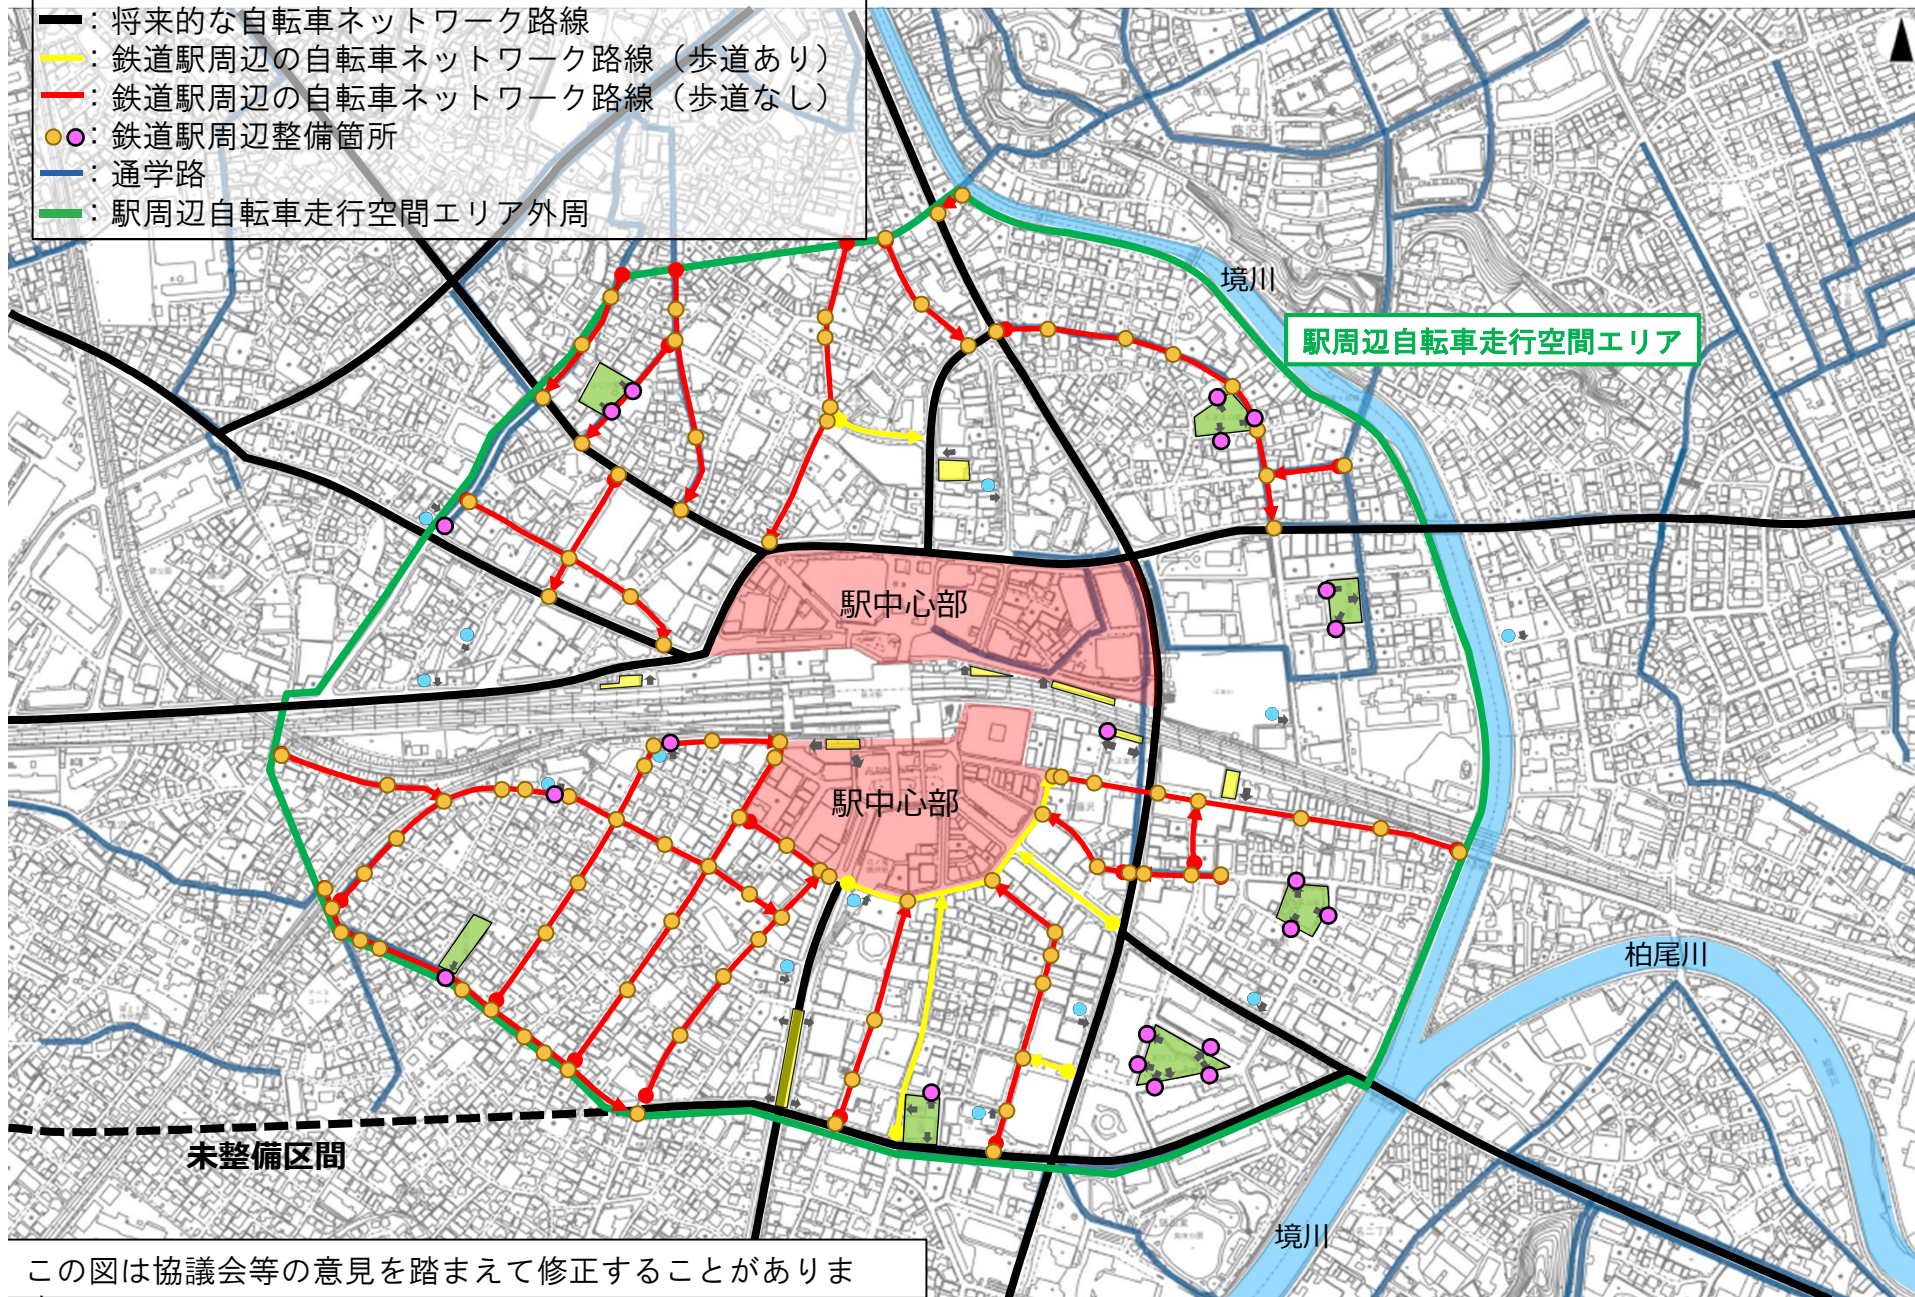 ：将来的な自転車ネットワーク路線
：鉄道駅周辺の自転車ネットワーク路線（歩道あり）
：鉄道駅周辺の自転車ネットワーク路線（歩道なし）
：鉄道駅周辺整備箇所
：通学路
：駅周辺自転車走行空間エリア外周
境川
駅周辺自転車走行空間エリア
駅中心部
駅中心部
柏尾川
未整備区間
境川
この図は協議会等の意見を踏まえて修正することがありま